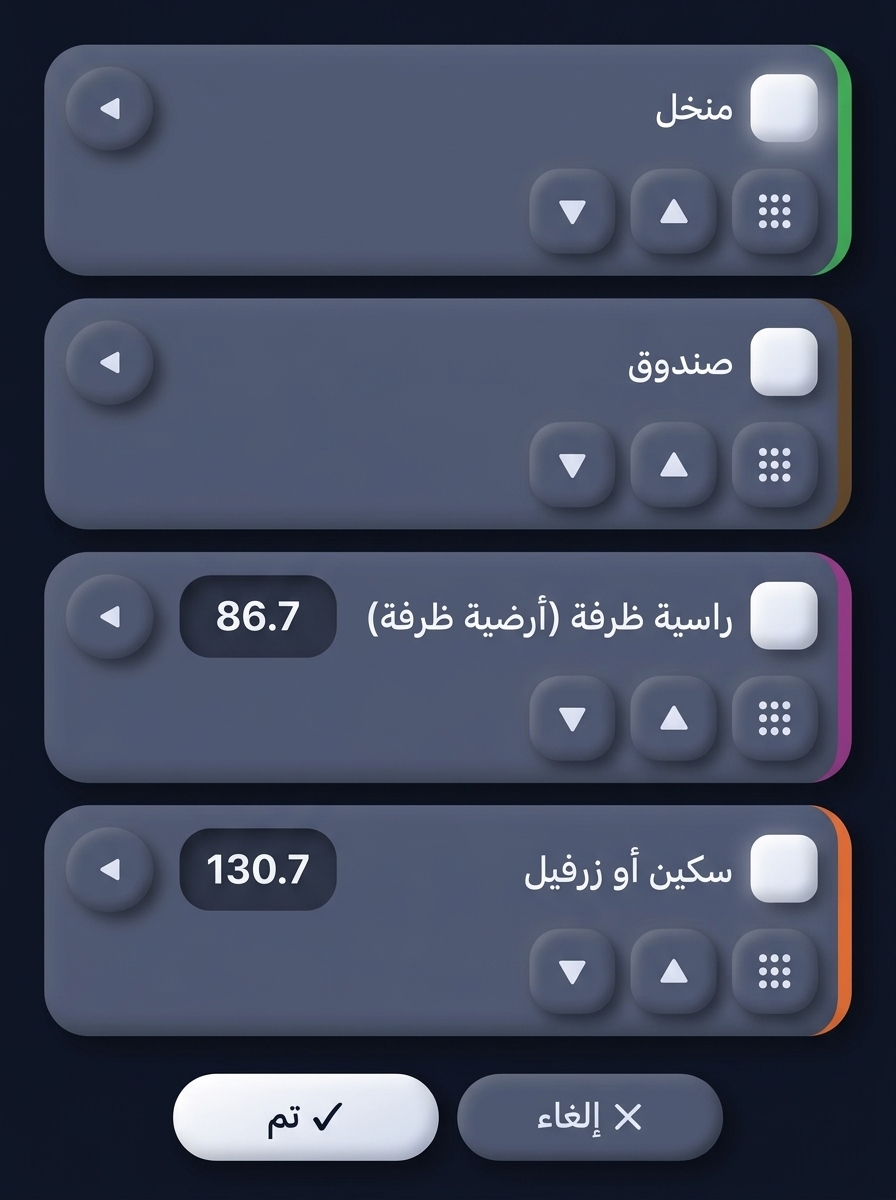 منخل
صندوق
راسية ظرفة (أرضية ظرفة) 86.7
سكين أو زرفيل 130.7
✕ إلغاء
✓ تم